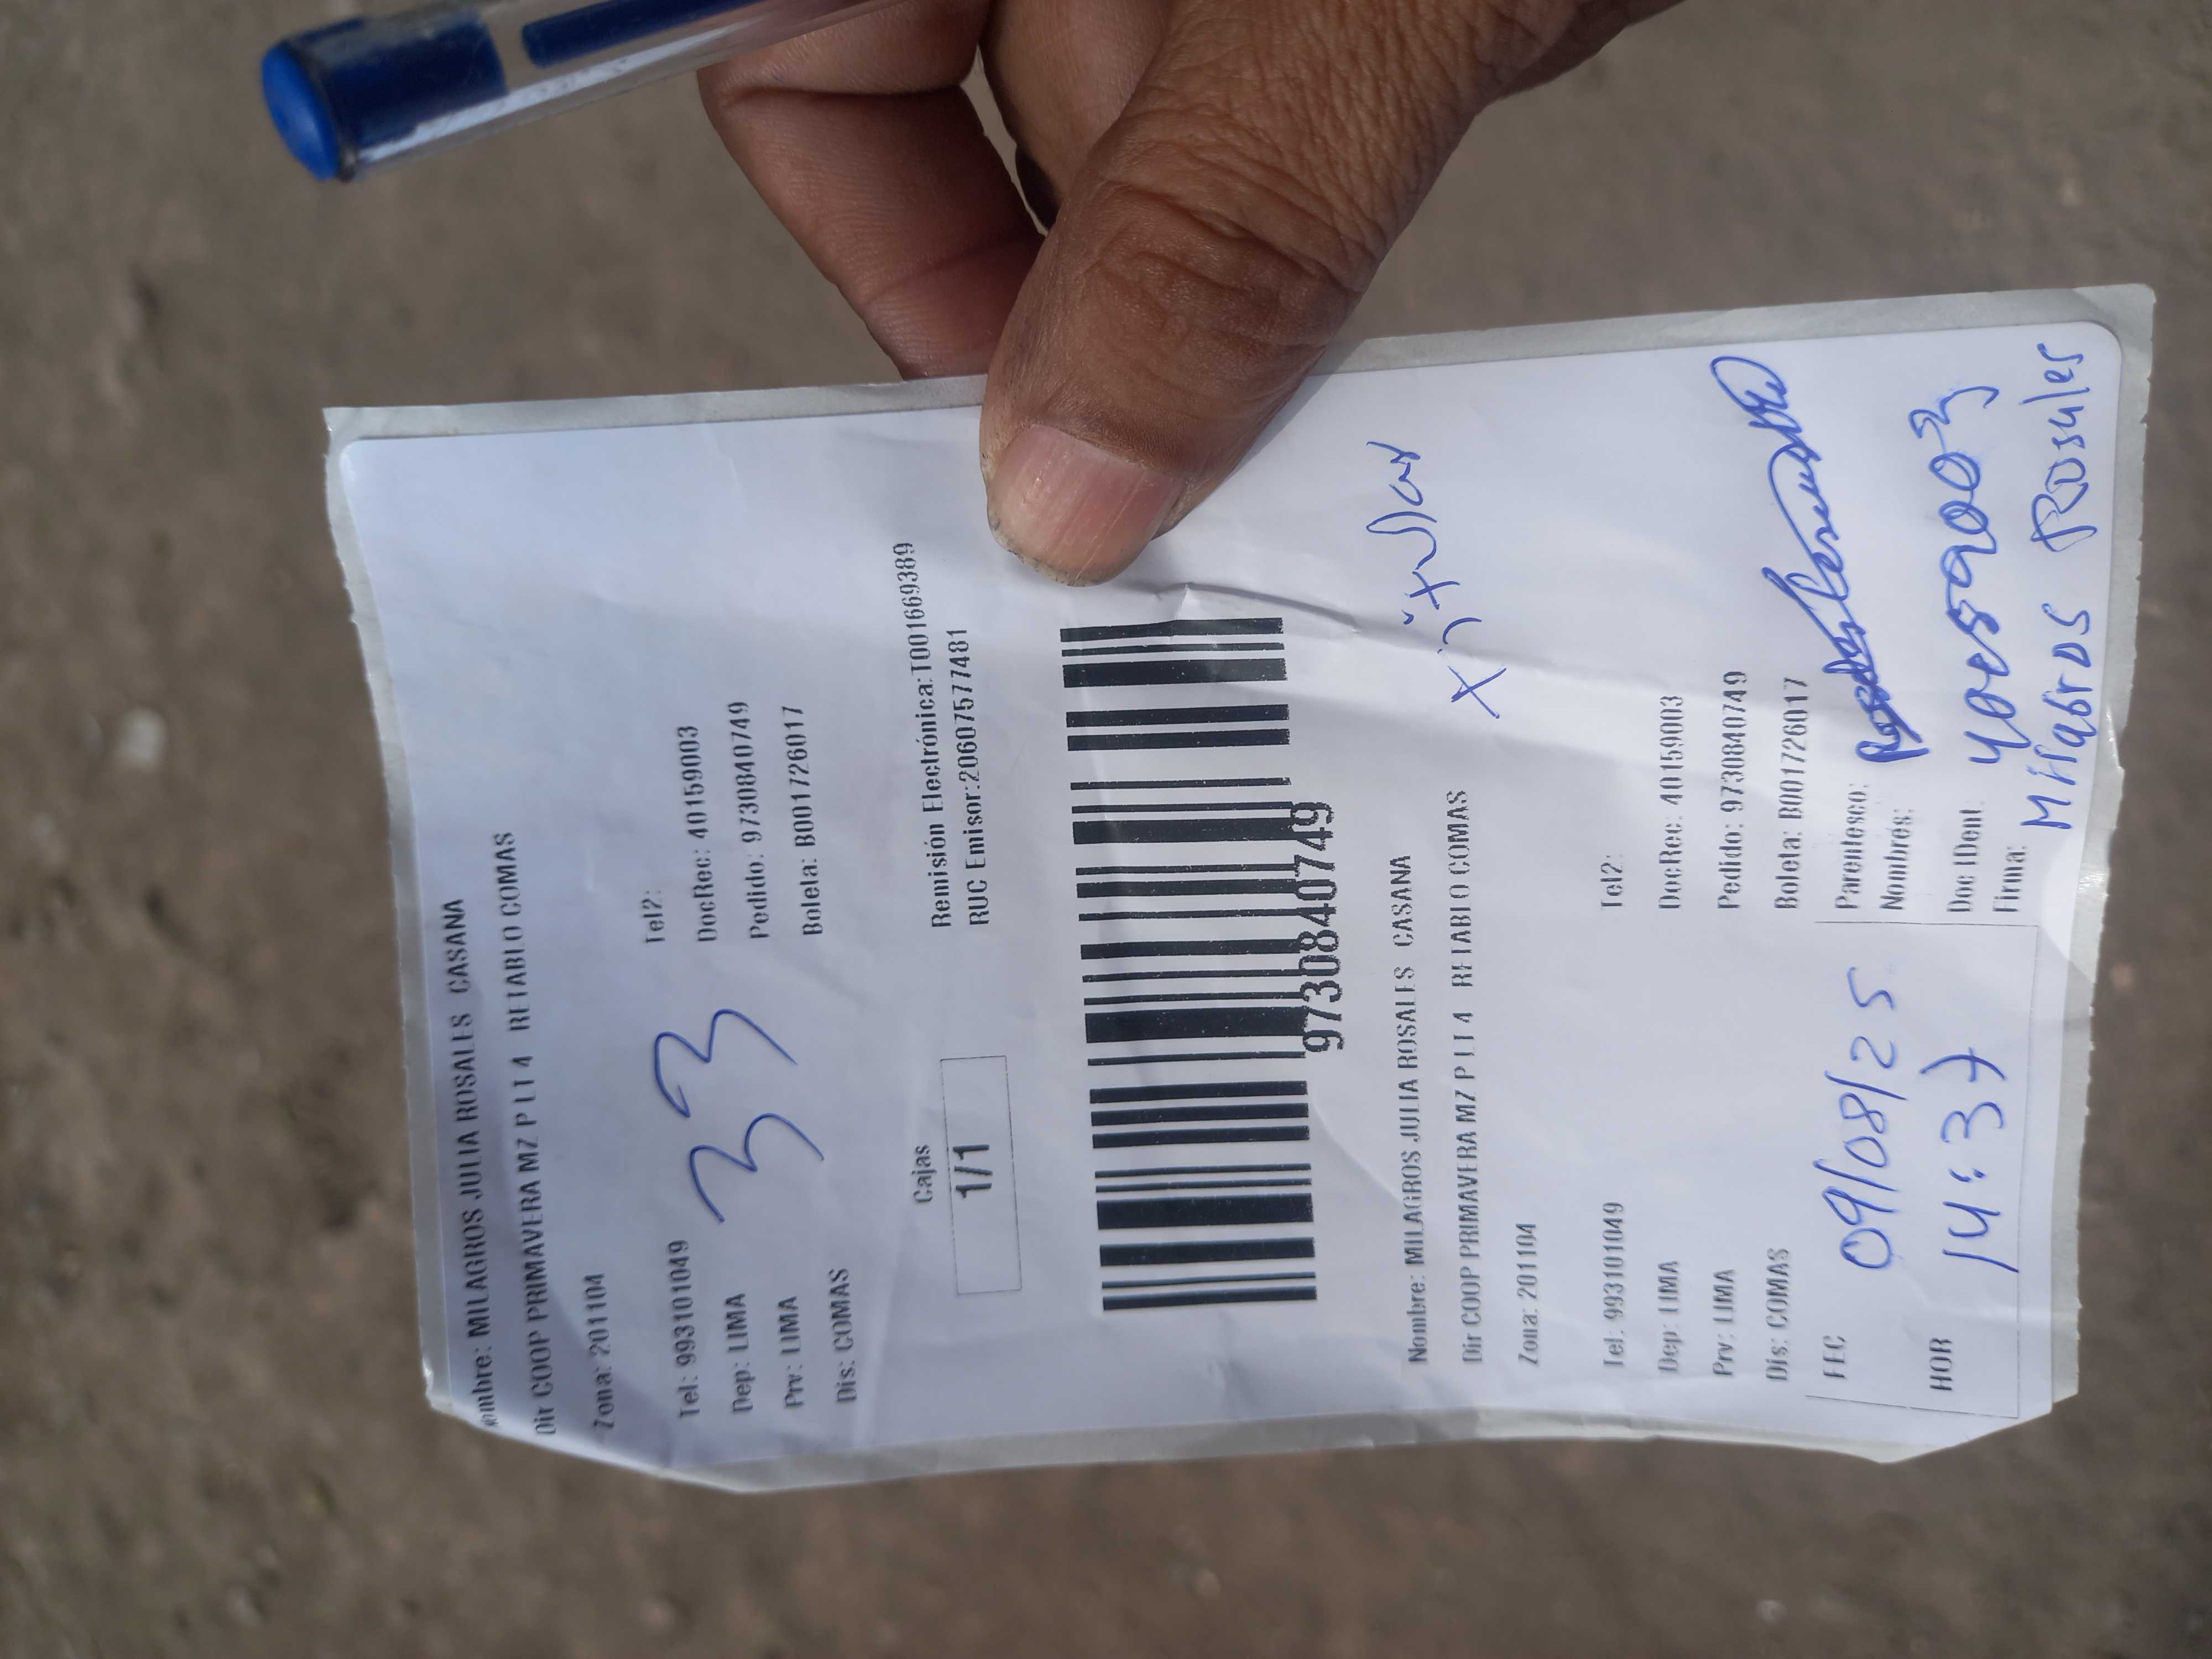 ombre: MILAGROS JULIA ROSALES CASANA
Dir COOP PRIMAVERA MZ P LT 4 RETABLO COMAS
Zona: 201104
Tel: 993101049 Tel2:
Dep: LIMA DocRec: 40159003
Prv: LIMA Pedido: 9730840749
Dis: COMAS Boleta: B001726017
33
Cajas Remisión Electrónica:T001669389
1/1 RUC Emisor:20607577481
9730840749
Nombre: MILAGROS JULIA ROSALES CASANA
Dir COOP PRIMAVERA MZ P LT 4 RETABLO COMAS
X Titular
Zona: 201104
Tel: 993101049 Tel2:
Dep: LIMA DocRec: 40159003
Prv: LIMA Pedido: 9730840749
Dis: COMAS Boleta: B001726017
FEC 09/08/25 Parentesco:
Nombres:
HOR 14:37 Doc IDent.
Firma: Milagros Rosales